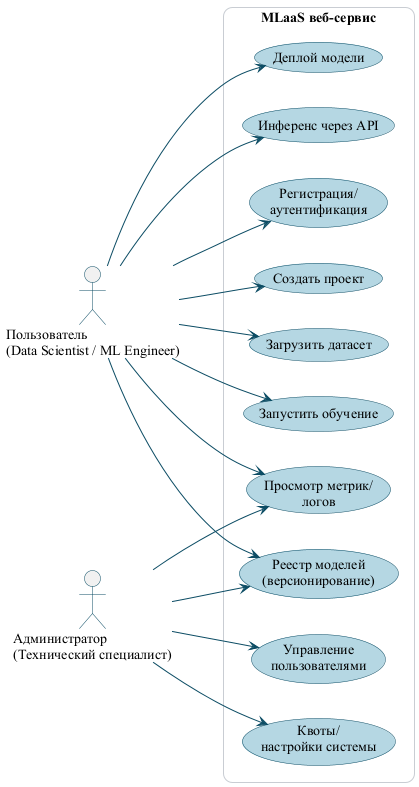 MLaaS веб-сервис
Деплой модели
Инференс через API
Регистрация/
аутентификация
Создать проект
Пользователь
(Data Scientist / ML Engineer)
Загрузить датасет
Запустить обучение
Просмотр метрик/
логов
Реестр моделей
(версионирование)
Администратор
(Технический специалист)
Управление
пользователями
Квоты/
настройки системы